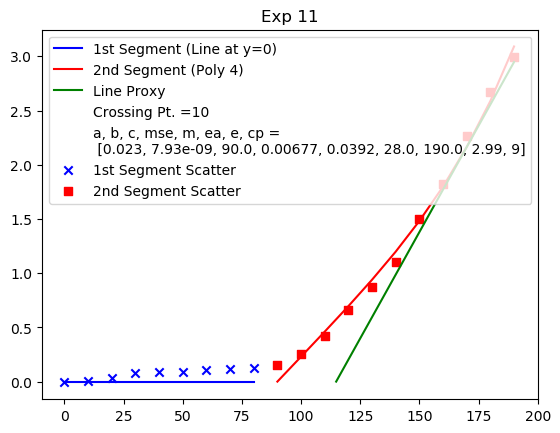 Exp 11
1st Segment (Line at y=0)
2nd Segment (Poly 4)
Line Proxy
Crossing Pt. =10
a, b, c, mse, m, ea, e, cp =
[0.023, 7.93e-09, 90.0, 0.00677, 0.0392, 28.0, 190.0, 2.99, 9]
1st Segment Scatter
2nd Segment Scatter
3.0
2.5
2.0
1.5
1.0
0.5
0.0
0 25 50 75 100 125 150 175 200